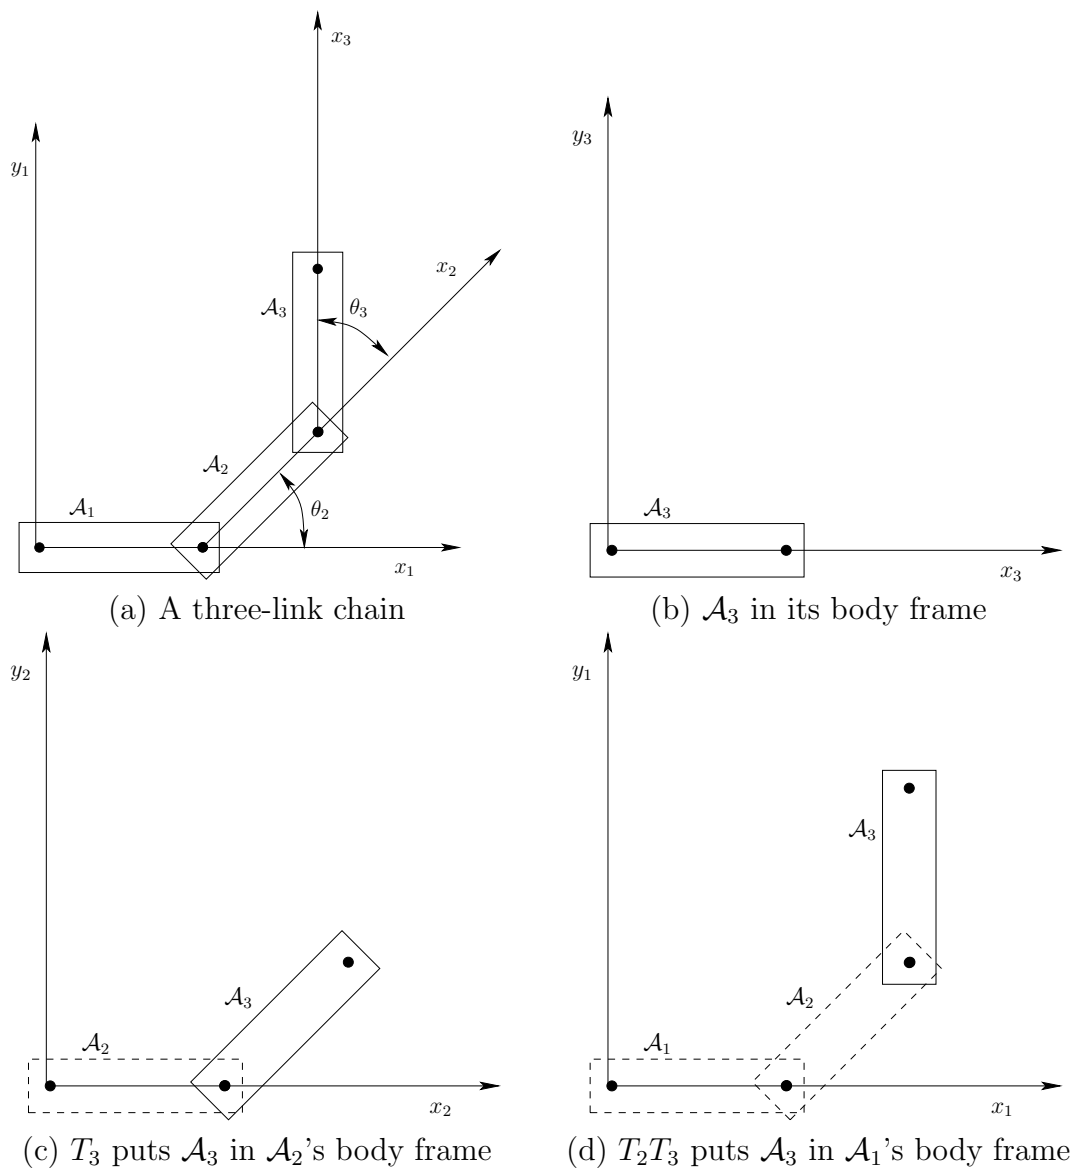 x₃
y₁
x₂
𝒜₃
θ₃
𝒜₂
𝒜₁
θ₂
x₁
(a) A three-link chain
y₃
𝒜₃
x₃
(b) 𝒜₃ in its body frame
y₂
𝒜₃
𝒜₂
x₂
(c) T₃ puts 𝒜₃ in 𝒜₂'s body frame
y₁
𝒜₃
𝒜₂
𝒜₁
x₁
(d) T₂T₃ puts 𝒜₃ in 𝒜₁'s body frame